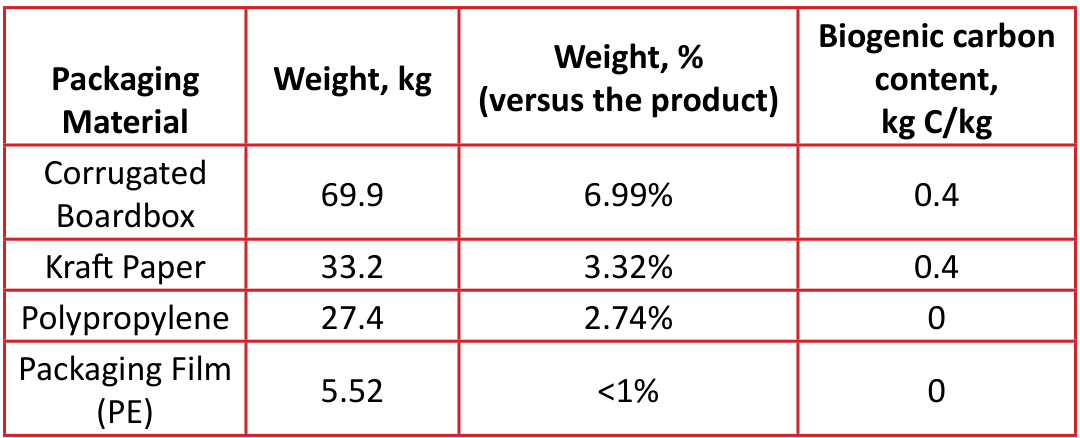 Packaging
Material
Weight, kg
Weight, %
(versus the product)
Biogenic carbon
content,
kg C/kg
Corrugated
Boardbox
69.9
6.99%
0.4
Kraft Paper
33.2
3.32%
0.4
Polypropylene
27.4
2.74%
0
Packaging Film
(PE)
5.52
<1%
0